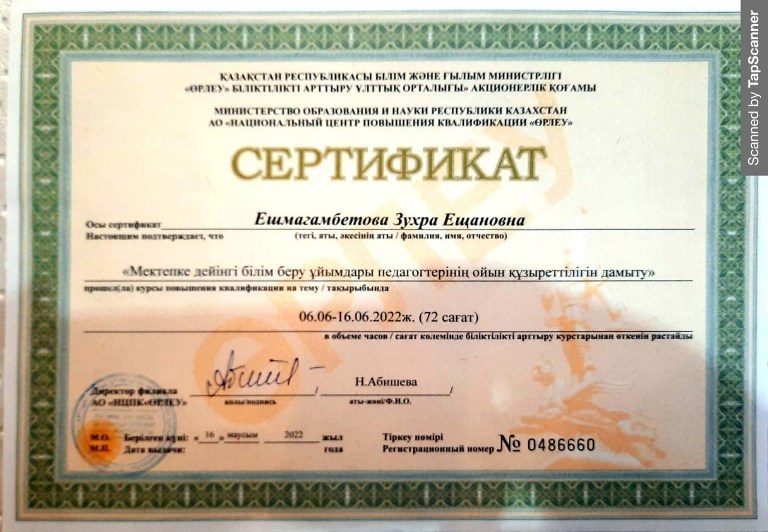 ҚАЗАҚСТАН РЕСПУБЛИКАСЫ БІЛІМ ЖӘНЕ ҒЫЛЫМ МИНИСТРЛІГІ
«ӨРЛЕУ» БІЛІКТІЛІКТІ АРТТЫРУ ҰЛТТЫҚ ОРТАЛЫҒЫ» АКЦИОНЕРЛІК ҚОҒАМЫ
МИНИСТЕРСТВО ОБРАЗОВАНИЯ И НАУКИ РЕСПУБЛИКИ КАЗАХСТАН
АО «НАЦИОНАЛЬНЫЙ ЦЕНТР ПОВЫШЕНИЯ КВАЛИФИКАЦИИ «ӨРЛЕУ»
СЕРТИФИКАТ
Осы сертификат Ешмагамбетова Зухра Ещановна
Настоящим подтверждает, что (тегі, аты, әкесінің аты / фамилия, имя, отчество)
«Мектепке дейінгі білім беру ұйымдары педагогтерінің ойын құзыреттілігін дамыту»
прошел(ла) курсы повышения квалификации на тему / тақырыбында
06.06-16.06.2022ж. (72 сағат)
в объеме часов / сағат көлемінде біліктілікті арттыру курстарынан өткенін растайды
Директор филиала Н.Абишева
АО «НЦПК«ӨРЛЕУ» қолы/подпись аты-жөні/Ф.И.О.
М.О. Берілген күні: « 16 » маусым 2022 жыл Тіркеу нөмірі
М.П. Дата выдачи: года Регистрационный номер № 0486660
Scanned by TapScanner